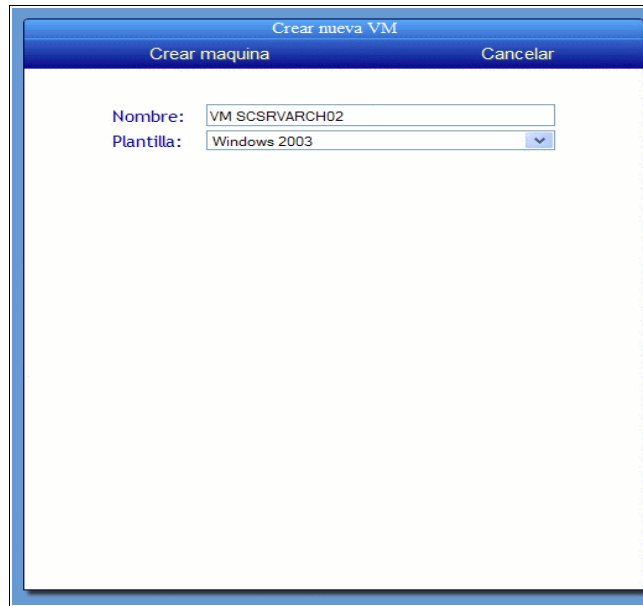 Crear nueva VM
Crear maquina Cancelar
Nombre: VM SCSRVARCH02
Plantilla: Windows 2003